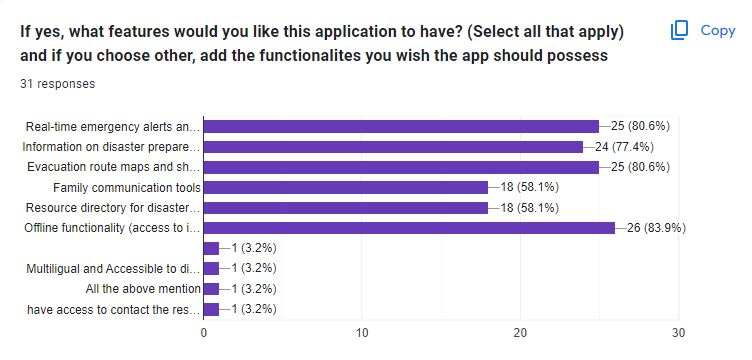 If yes, what features would you like this application to have? (Select all that apply)
and if you choose other, add the functionalites you wish the app should possess
Copy
31 responses
Real-time emergency alerts an... 25 (80.6%)
Information on disaster prepare... 24 (77.4%)
Evacuation route maps and sh... 25 (80.6%)
Family communication tools 18 (58.1%)
Resource directory for disaster... 18 (58.1%)
Offline functionality (access to i... 26 (83.9%)
1 (3.2%)
Multiligual and Accessible to di... 1 (3.2%)
All the above mention 1 (3.2%)
have access to contact the res... 1 (3.2%)
0 10 20 30